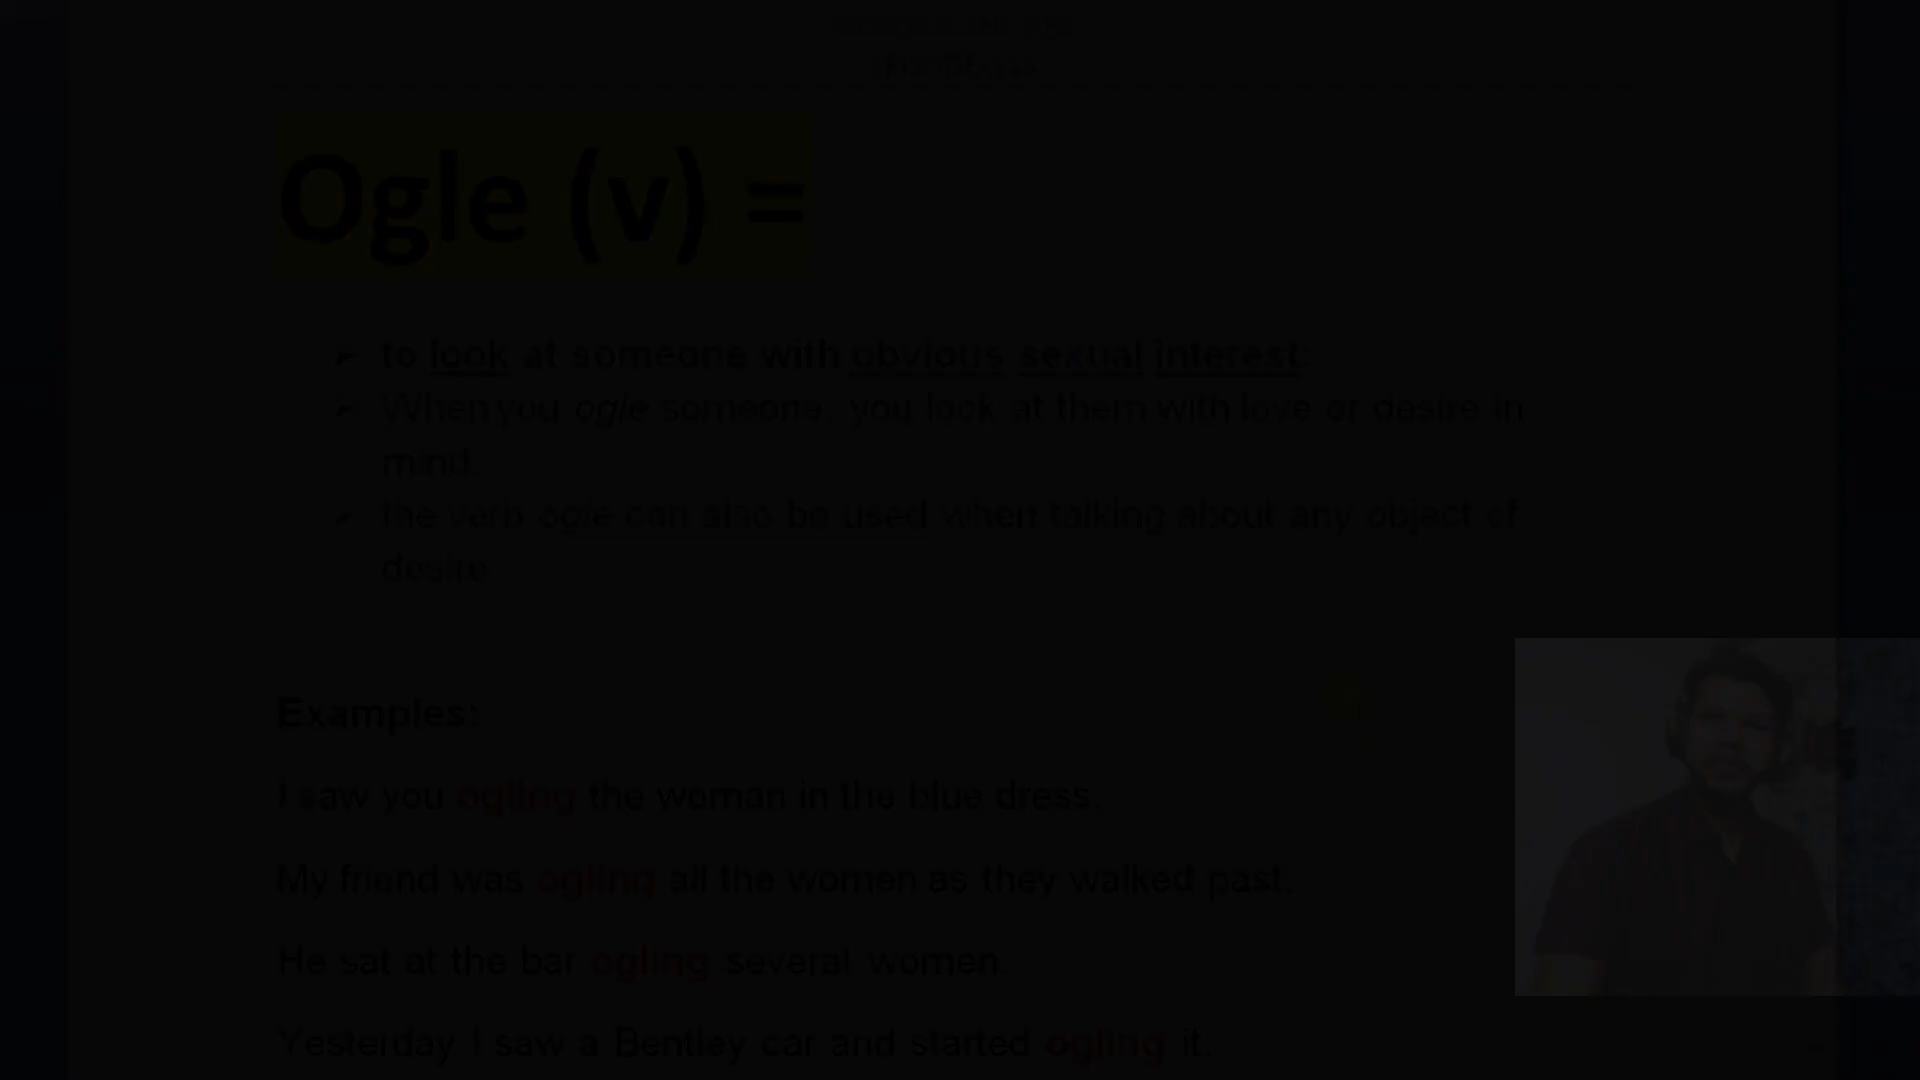 Ogle (v) =
to look at someone with obvious sexual interest:
When you ogle someone, you look at them with love or desire in
mind.
the verb ogle can also be used when talking about any object of
desire
Examples:
I saw you ogling the woman in the blue dress.
My friend was ogling all the women as they walked past.
He sat at the bar ogling several women.
Yesterday I saw a Bentley car and started ogling it.